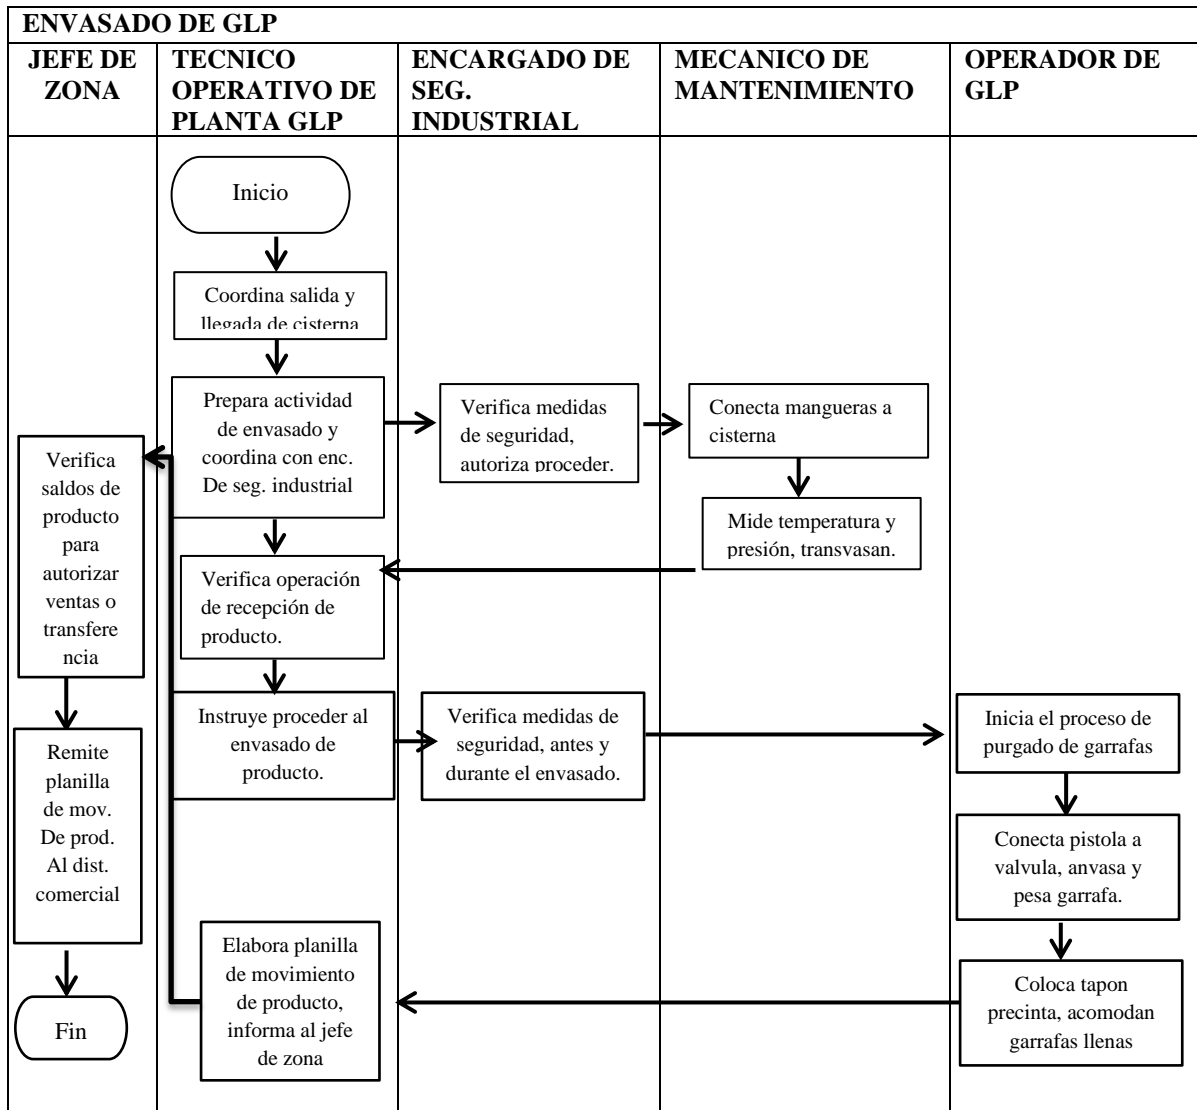 ENVASADO DE GLP
JEFE DE
ZONA
TECNICO
OPERATIVO DE
PLANTA GLP
ENCARGADO DE
SEG.
INDUSTRIAL
MECANICO DE
MANTENIMIENTO
OPERADOR DE
GLP
Inicio
Coordina salida y
llegada de cisterna
Prepara actividad
de envasado y
coordina con enc.
De seg. industrial
Verifica medidas
de seguridad,
autoriza proceder.
Conecta mangueras a
cisterna
Mide temperatura y
presión, transvasan.
Verifica operación
de recepción de
producto.
Instruye proceder al
envasado de
producto.
Verifica medidas de
seguridad, antes y
durante el envasado.
Inicia el proceso de
purgado de garrafas
Conecta pistola a
valvula, anvasa y
pesa garrafa.
Coloca tapon
precinta, acomodan
garrafas llenas
Elabora planilla
de movimiento
de producto,
informa al jefe
de zona
Verifica
saldos de
producto
para
autorizar
ventas o
transfere
ncia
Remite
planilla
de mov.
De prod.
Al dist.
comercial
Fin